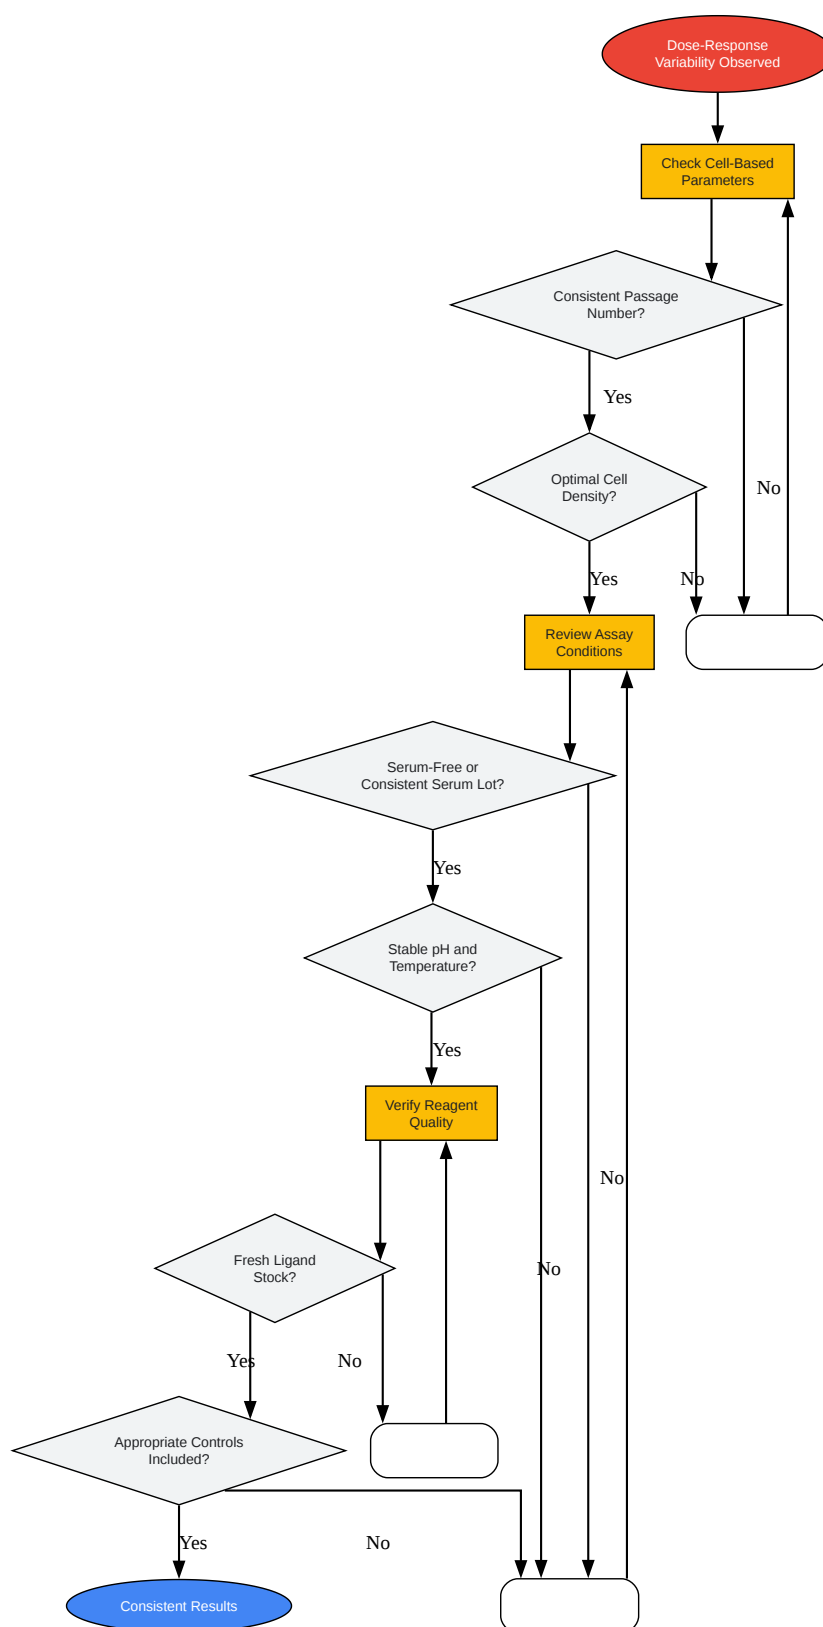 Dose-Response
Variability Observed
Check Cell-Based
Parameters
Consistent Passage
Number?
Yes
No
Optimal Cell
Density?
Yes
No
Review Assay
Conditions
Serum-Free or
Consistent Serum Lot?
Yes
Stable pH and
Temperature?
Yes
Verify Reagent
Quality
No
Fresh Ligand
Stock?
No
Yes
No
Appropriate Controls
Included?
Yes
No
Consistent Results